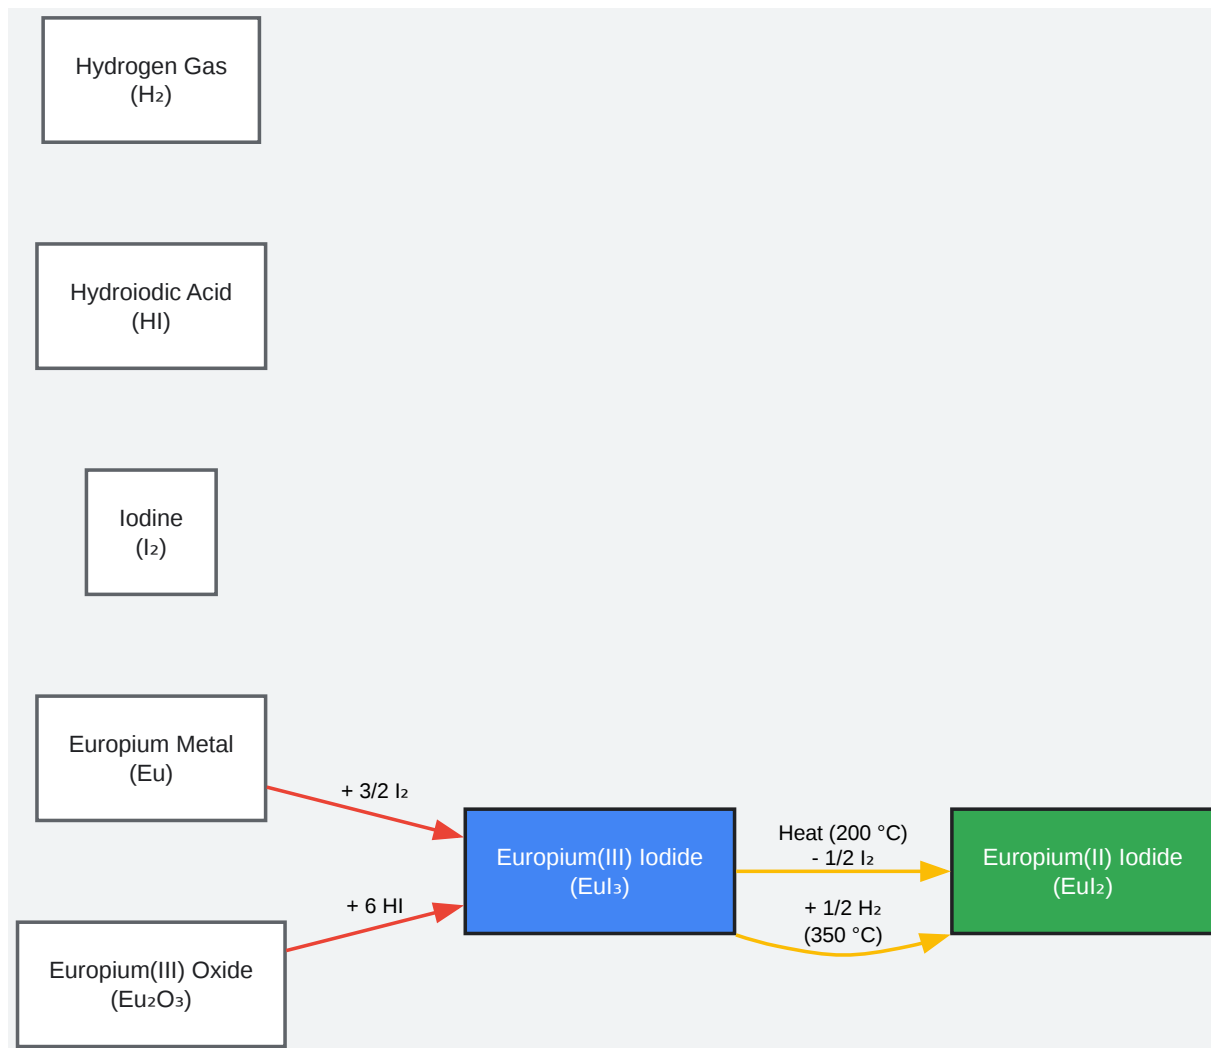 Hydrogen Gas
(H₂)
Hydroiodic Acid
(HI)
Iodine
(I₂)
Europium Metal
(Eu)
+ 3/2 I₂
Europium(III) Iodide
(EuI₃)
Heat (200 °C)
- 1/2 I₂
+ 1/2 H₂
(350 °C)
Europium(II) Iodide
(EuI₂)
+ 6 HI
Europium(III) Oxide
(Eu₂O₃)